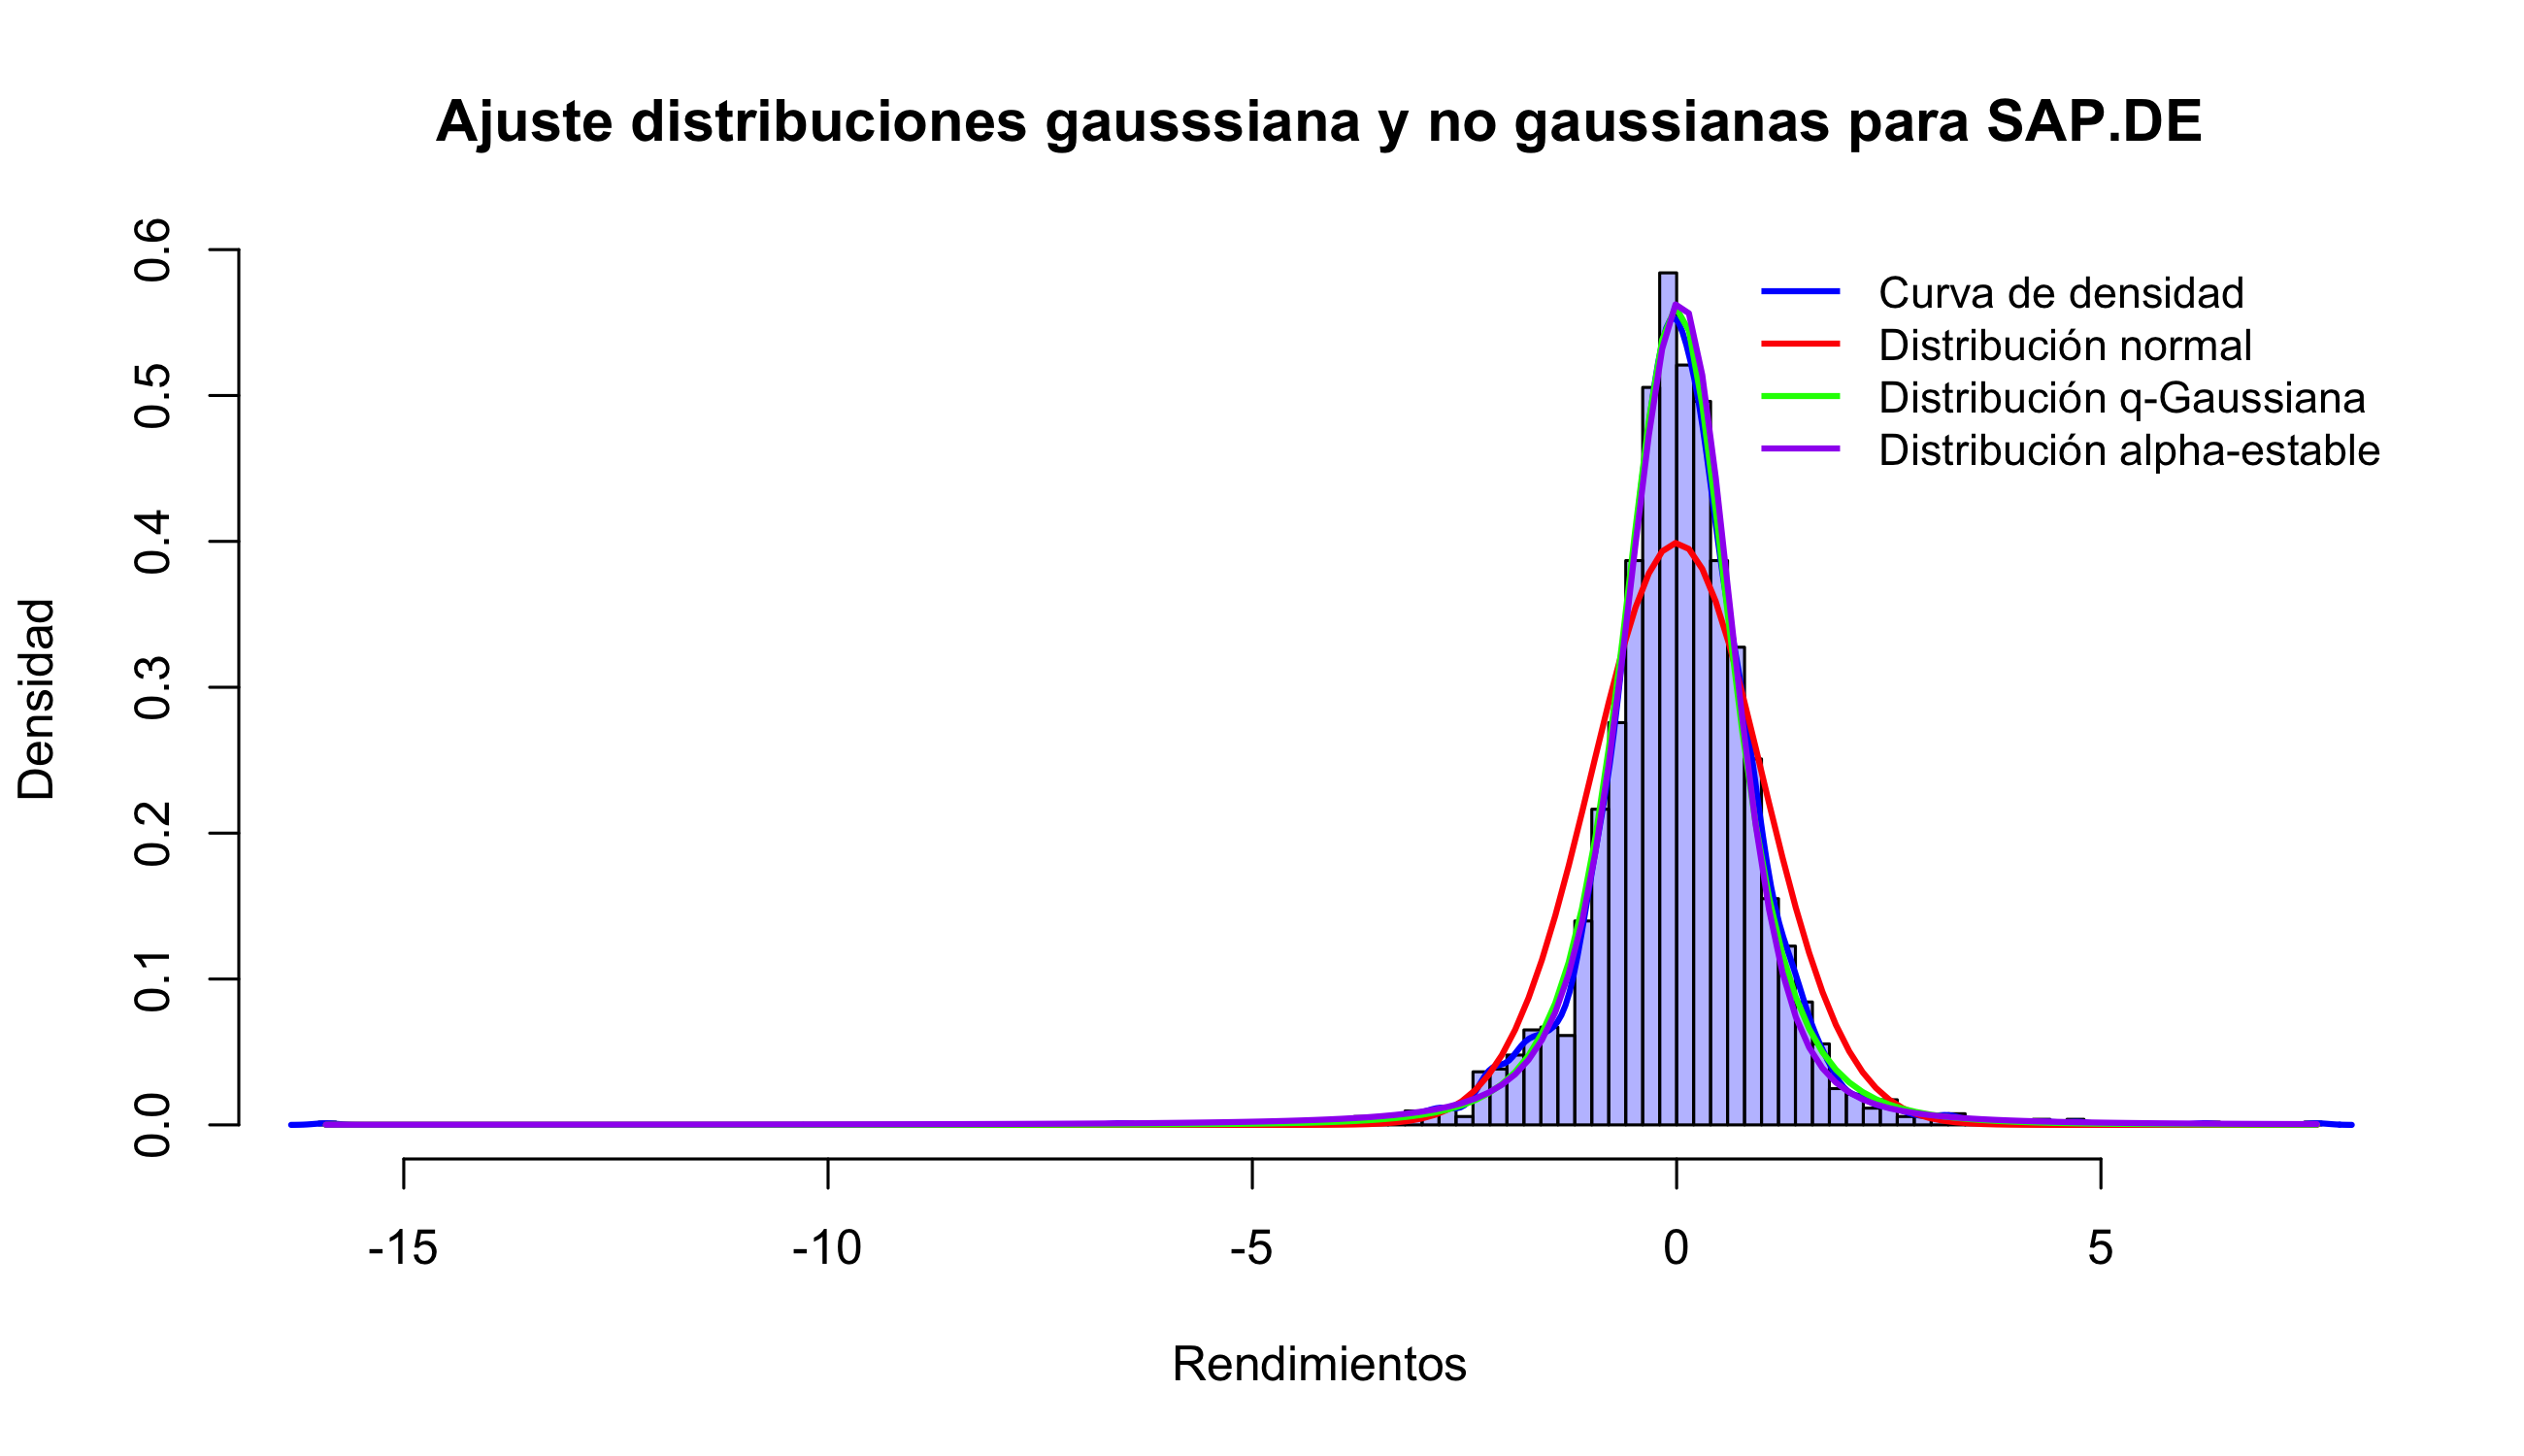 Ajuste distribuciones gausssiana y no gaussianas para SAP.DE
Curva de densidad
Distribución normal
Distribución q-Gaussiana
Distribución alpha-estable
Densidad
0.6
0.5
0.4
0.3
0.2
0.1
0.0
-15 -10 -5 0 5
Rendimientos